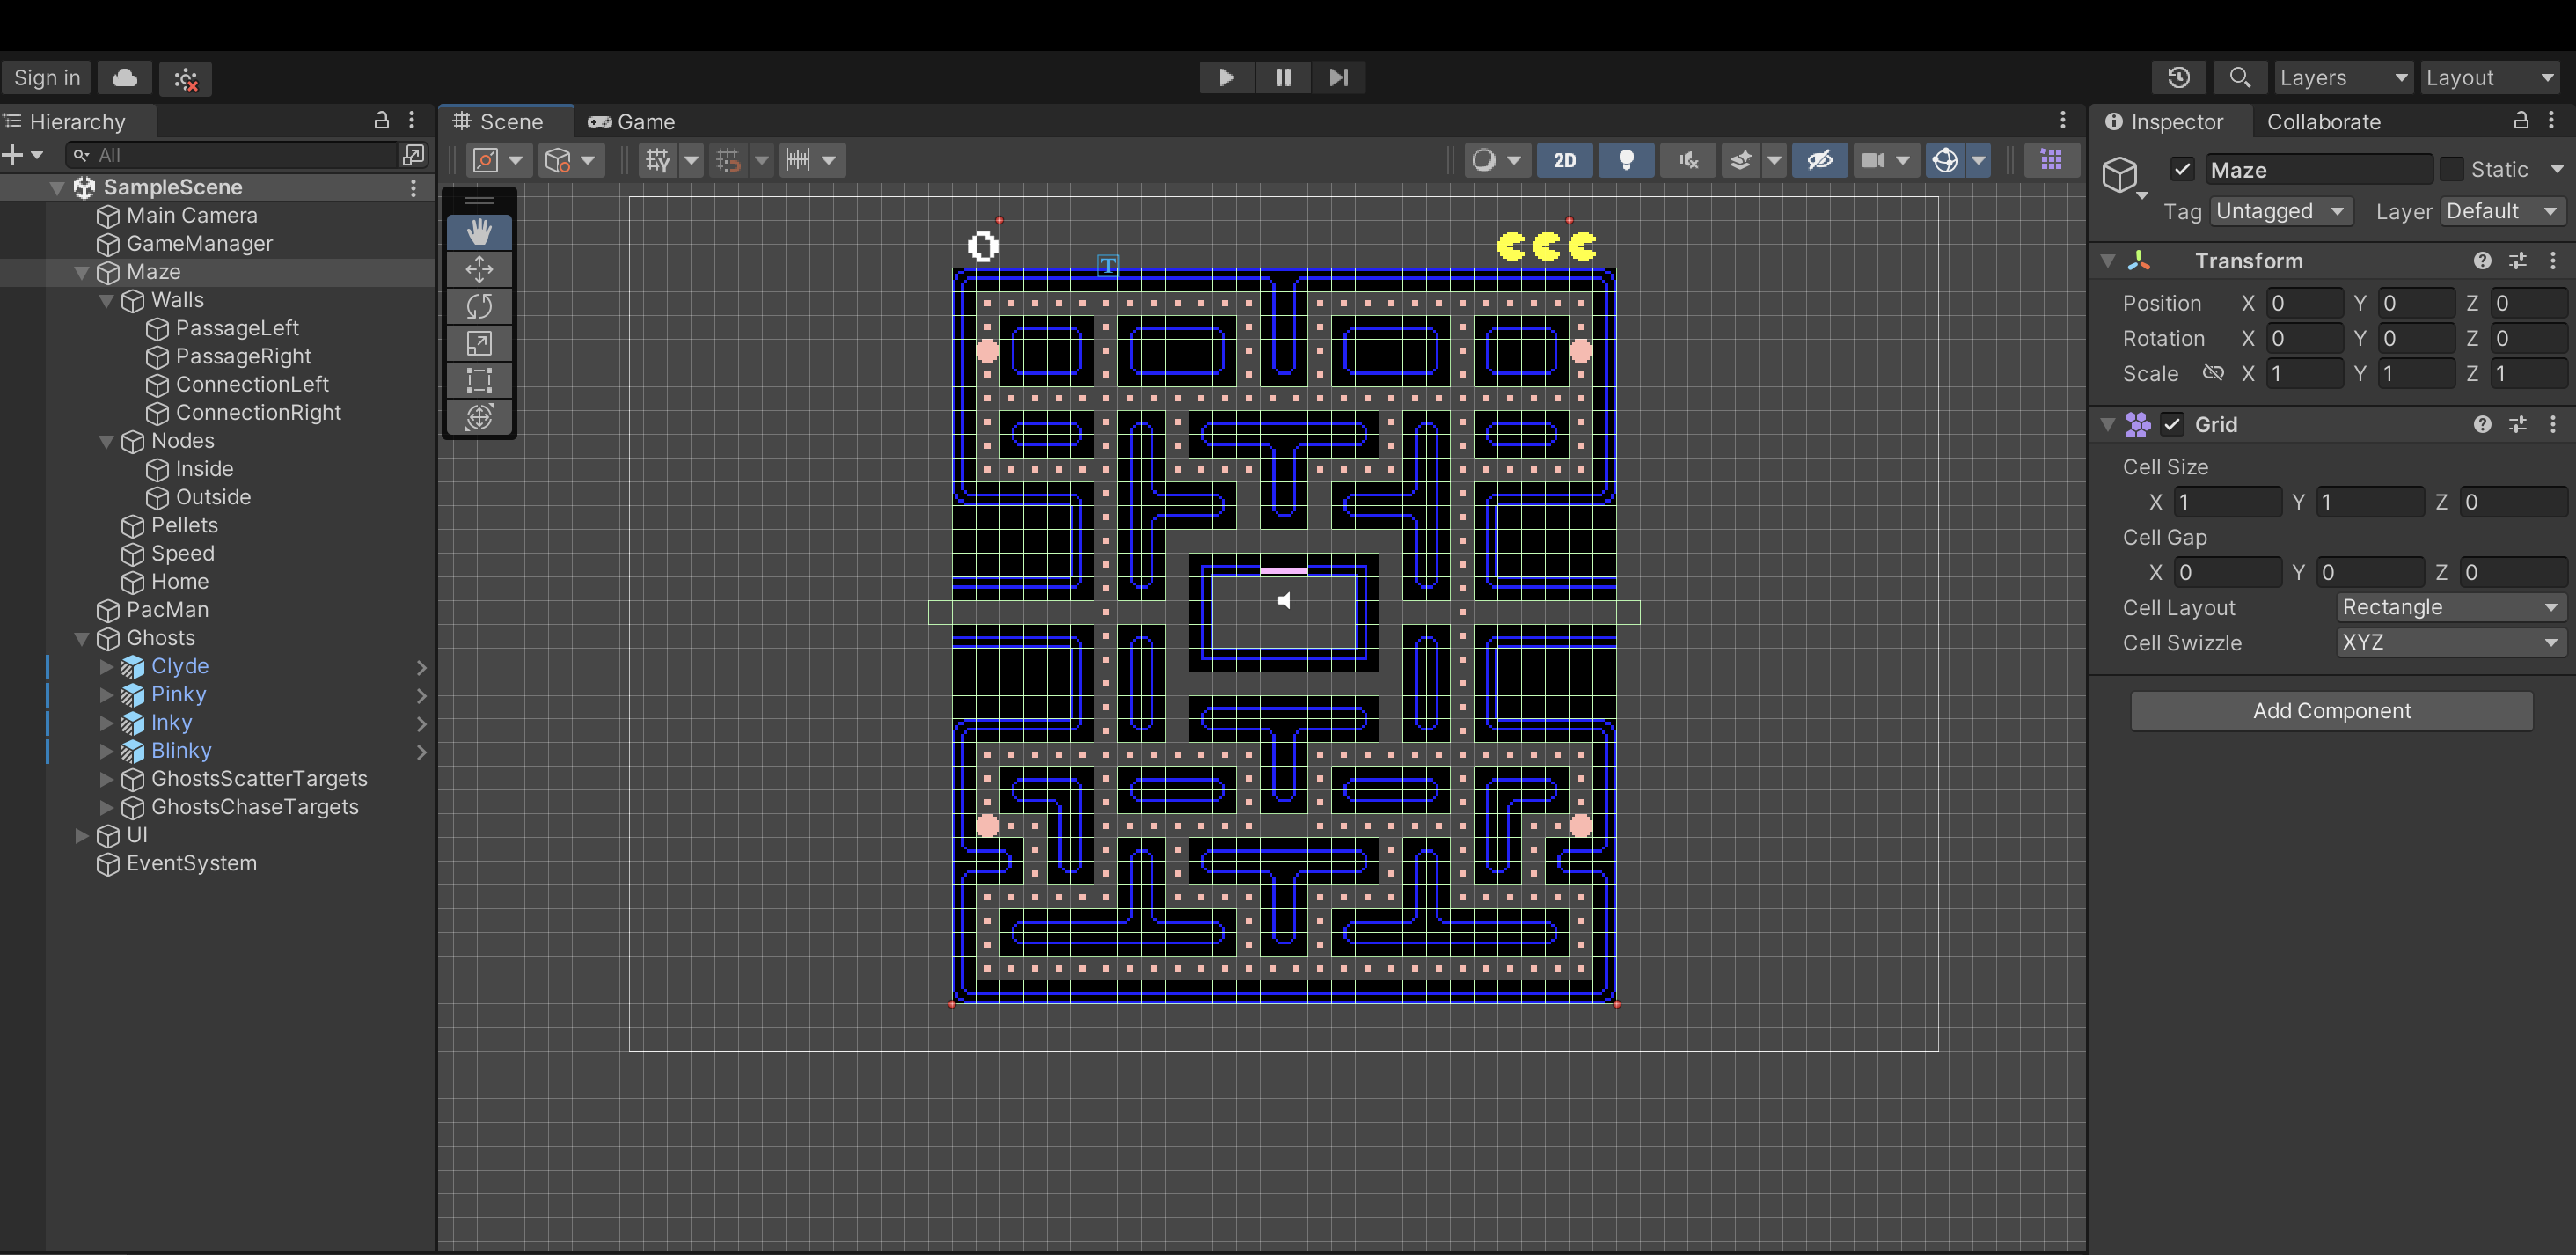 Sign in
Layers
Layout
Hierarchy
Scene
Game
Inspector
Collaborate
All
2D
SampleScene
Main Camera
GameManager
Maze
Walls
PassageLeft
PassageRight
ConnectionLeft
ConnectionRight
Nodes
Inside
Outside
Pellets
Speed
Home
PacMan
Ghosts
Clyde
Pinky
Inky
Blinky
GhostsScatterTargets
GhostsChaseTargets
UI
EventSystem
0
T
Maze
Static
Tag Untagged Layer Default
Transform
Position X 0 Y 0 Z 0
Rotation X 0 Y 0 Z 0
Scale X 1 Y 1 Z 1
Grid
Cell Size
X 1 Y 1 Z 0
Cell Gap
X 0 Y 0 Z 0
Cell Layout Rectangle
Cell Swizzle XYZ
Add Component